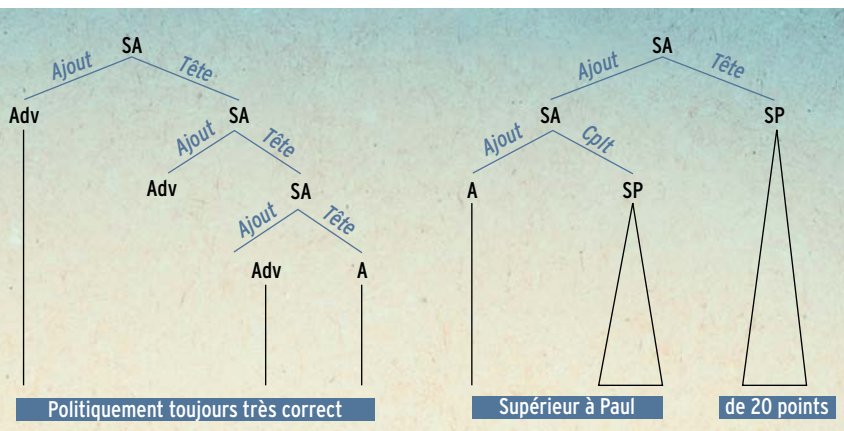 SA SA
Ajout Tête Ajout Tête
Adv SA SA SP
Ajout Tête Ajout Cplt
Adv SA A SP
Ajout Tête
Adv A
Politiquement toujours très correct Supérieur à Paul de 20 points